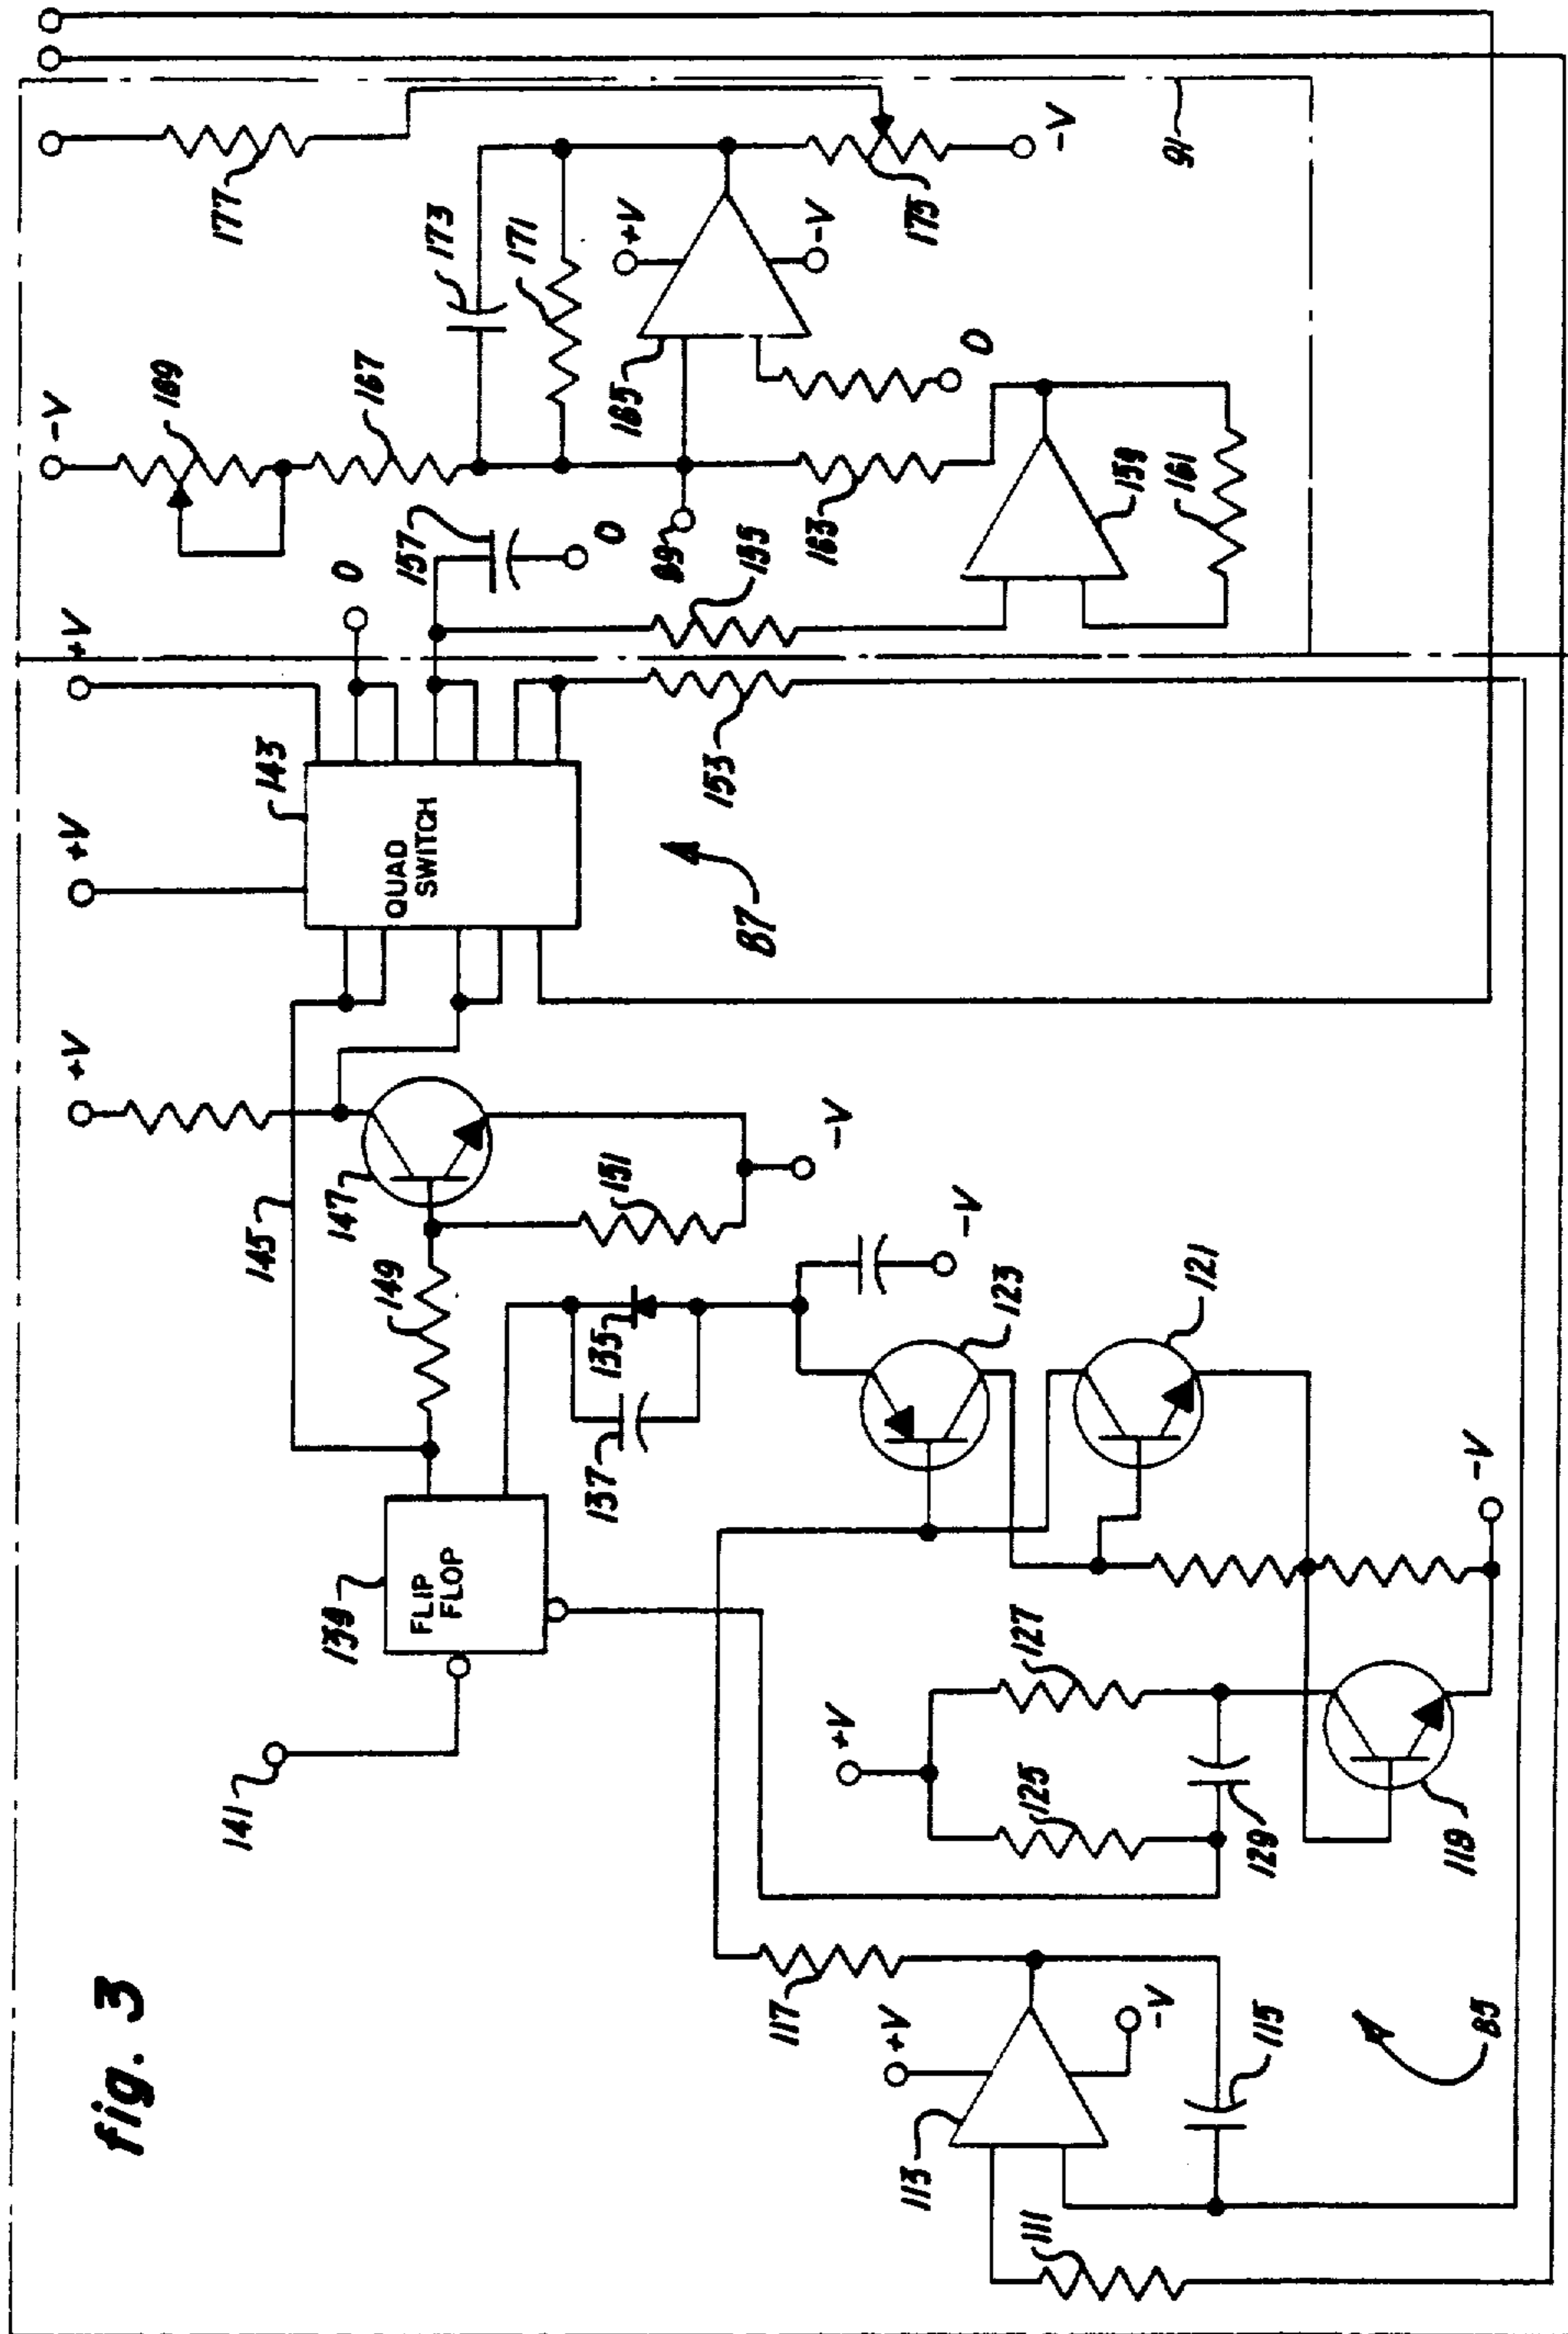 -V
+V
+V
+V
fig. 3
169
177
141
145
143
139
147
0
167
149
QUAD
SWITCH
157
FLIP
FLOP
173
171
137
135
151
0
165
+V
89
153
87
155
117
-V
163
+V
-V
+V
113
175
-V
0
123
127
125
111
-V
159
-V
161
91
121
129
115
119
85
-V